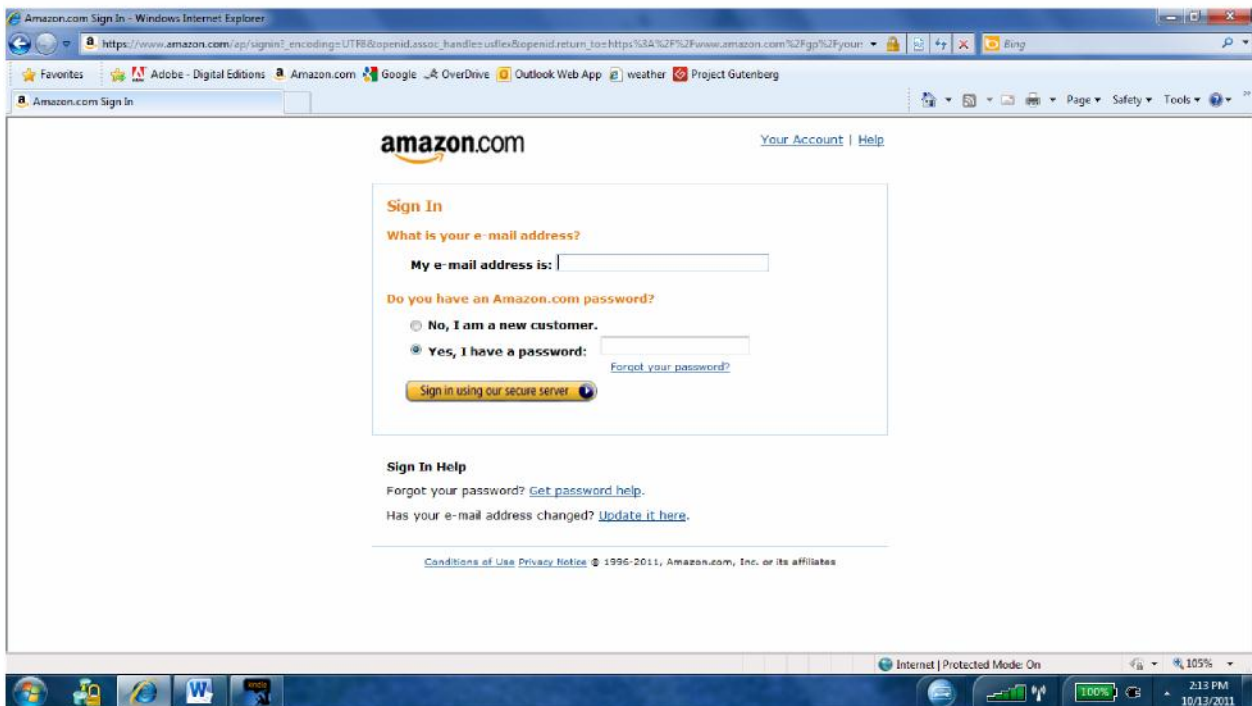 Amazon.com Sign In - Windows Internet Explorer
https://www.amazon.com/ap/signin?_encoding=UTF8&openid.assoc_handle=usflex&openid.return_to=https%3A%2F%2Fwww.amazon.com%2Fgp%2Fyour
Bing
Favorites Adobe - Digital Editions Amazon.com Google OverDrive Outlook Web App weather Project Gutenberg
Amazon.com Sign In Page Safety Tools
amazon.com Your Account | Help
Sign In
What is your e-mail address?
My e-mail address is:
Do you have an Amazon.com password?
No, I am a new customer.
Yes, I have a password:
Forgot your password?
Sign in using our secure server
Sign In Help
Forgot your password? Get password help.
Has your e-mail address changed? Update it here.
Conditions of Use Privacy Notice © 1996-2011, Amazon.com, Inc. or its affiliates
Internet | Protected Mode: On 105%
kindle
100% 2:13 PM
10/13/2011